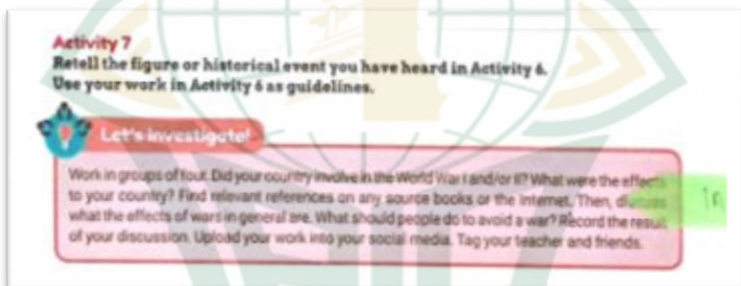 Activity 7
Retell the figure or historical event you have heard in Activity 6.
Use your work in Activity 6 as guidelines.
Let's investigate!
Work in groups of four. Did your country involve in the World War I and/or II? What were the effects
to your country? Find relevant references on any source books or the Internet. Then, discuss
what the effects of wars in general are. What should people do to avoid a war? Record the result
of your discussion. Upload your work into your social media. Tag your teacher and friends.